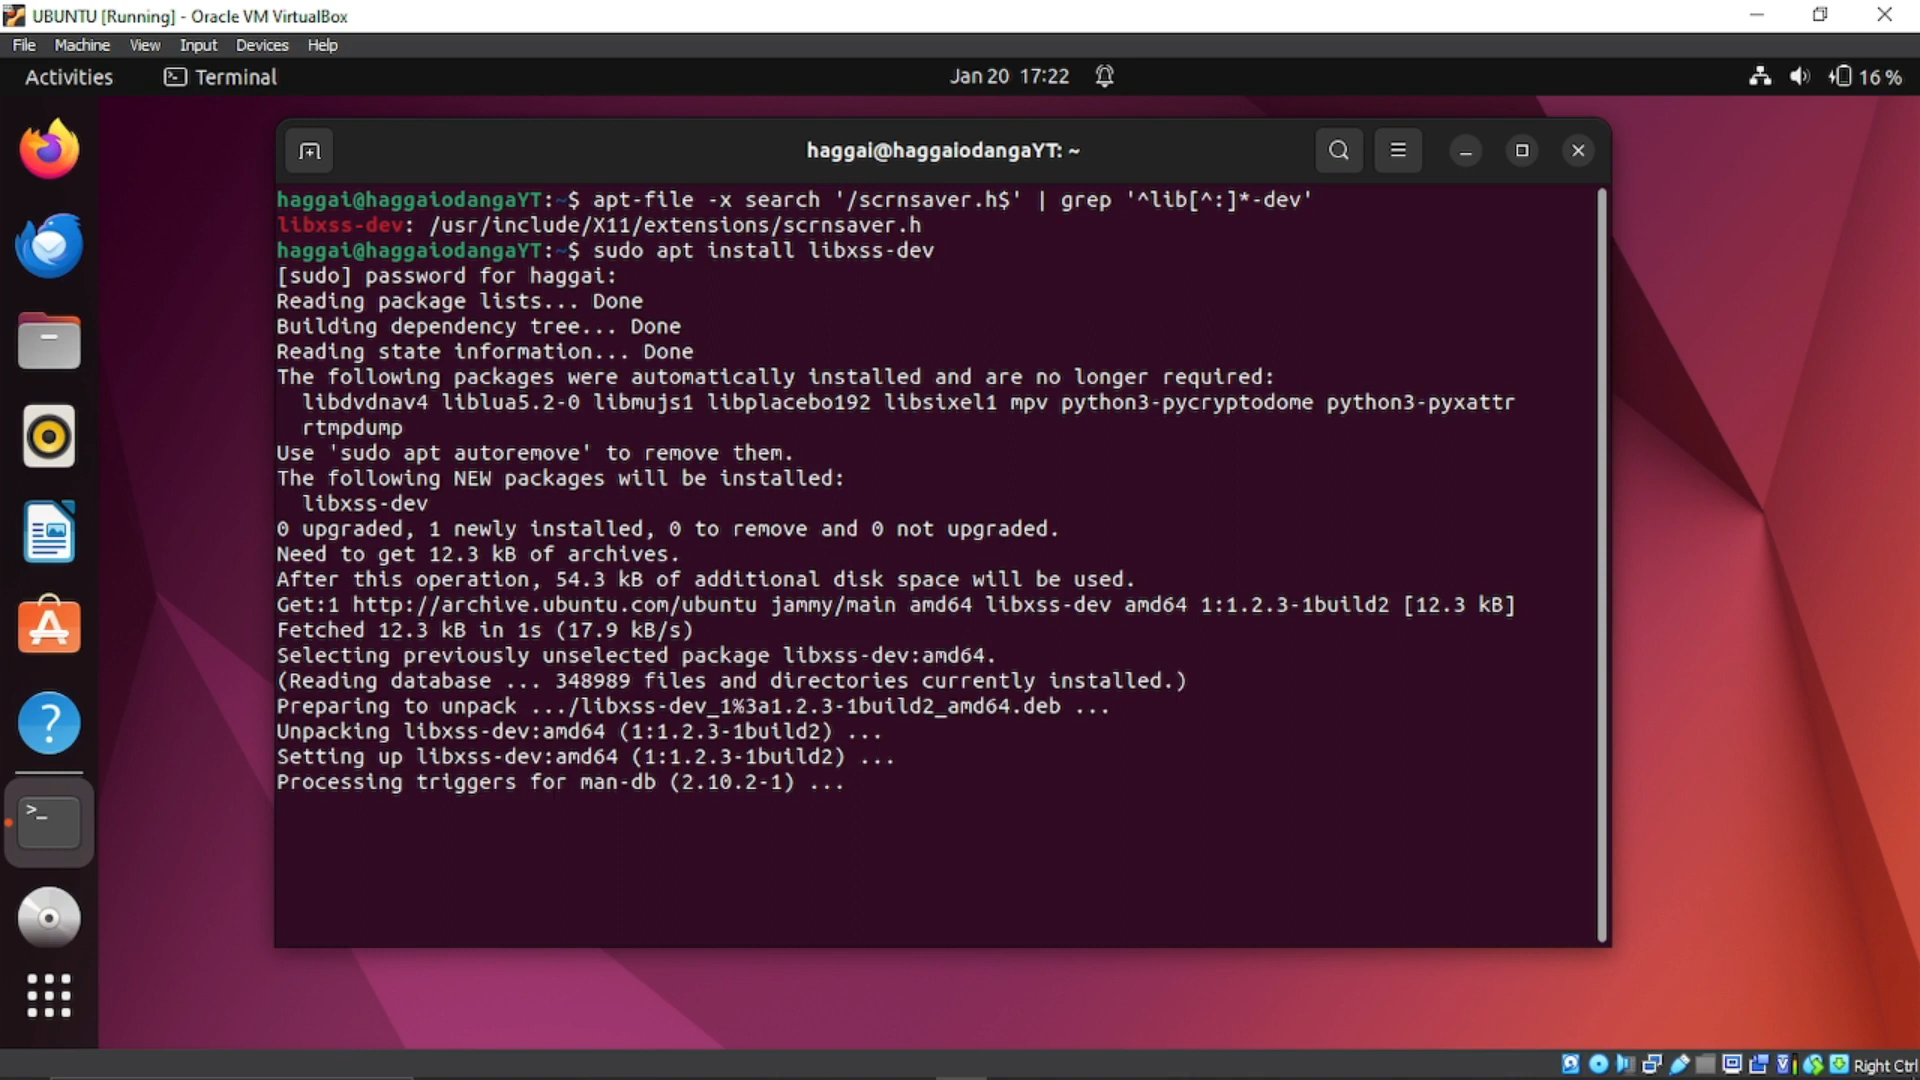 UBUNTU [Running] - Oracle VM VirtualBox
File Machine View Input Devices Help
Activities Terminal Jan 20 17:22 16 %
haggai@haggaiodangaYT: ~
haggai@haggaiodangaYT:~$ apt-file -x search '/scrnsaver.h$' | grep '^lib[^:]*-dev'
libxss-dev: /usr/include/X11/extensions/scrnsaver.h
haggai@haggaiodangaYT:~$ sudo apt install libxss-dev
[sudo] password for haggai:
Reading package lists... Done
Building dependency tree... Done
Reading state information... Done
The following packages were automatically installed and are no longer required:
libdvdnav4 liblua5.2-0 libmujs1 libplacebo192 libsixel1 mpv python3-pycryptodome python3-pyxattr
rtmpdump
Use 'sudo apt autoremove' to remove them.
The following NEW packages will be installed:
libxss-dev
0 upgraded, 1 newly installed, 0 to remove and 0 not upgraded.
Need to get 12.3 kB of archives.
After this operation, 54.3 kB of additional disk space will be used.
Get:1 http://archive.ubuntu.com/ubuntu jammy/main amd64 libxss-dev amd64 1:1.2.3-1build2 [12.3 kB]
Fetched 12.3 kB in 1s (17.9 kB/s)
Selecting previously unselected package libxss-dev:amd64.
(Reading database ... 348989 files and directories currently installed.)
Preparing to unpack .../libxss-dev_1%3a1.2.3-1build2_amd64.deb ...
Unpacking libxss-dev:amd64 (1:1.2.3-1build2) ...
Setting up libxss-dev:amd64 (1:1.2.3-1build2) ...
Processing triggers for man-db (2.10.2-1) ...
Right Ctrl